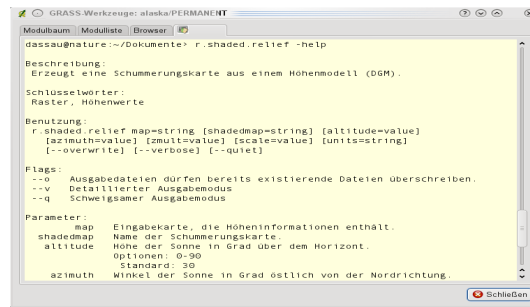 GRASS-Werkzeuge: alaska/PERMANENT
Modulbaum Modulliste Browser
dassau@nature:~/Dokumente> r.shaded.relief -help
Beschreibung:
Erzeugt eine Schummerungskarte aus einem Höhenmodell (DGM).
Schlüsselwörter:
Raster, Höhenwerte
Benutzung:
r.shaded.relief map=string [shadedmap=string] [altitude=value]
[azimuth=value] [zmult=value] [scale=value] [units=string]
[--overwrite] [--verbose] [--quiet]
Flags:
--o Ausgabedateien dürfen bereits existierende Dateien überschreiben.
--v Detaillierter Ausgabemodus
--q Schweigsamer Ausgabemodus
Parameter:
map Eingabekarte, die Höheninformationen enthält.
shadedmap Name der Schummerungskarte.
altitude Höhe der Sonne in Grad über dem Horizont.
Optionen: 0-90
Standard: 30
azimuth Winkel der Sonne in Grad östlich von der Nordrichtung.
Schließen